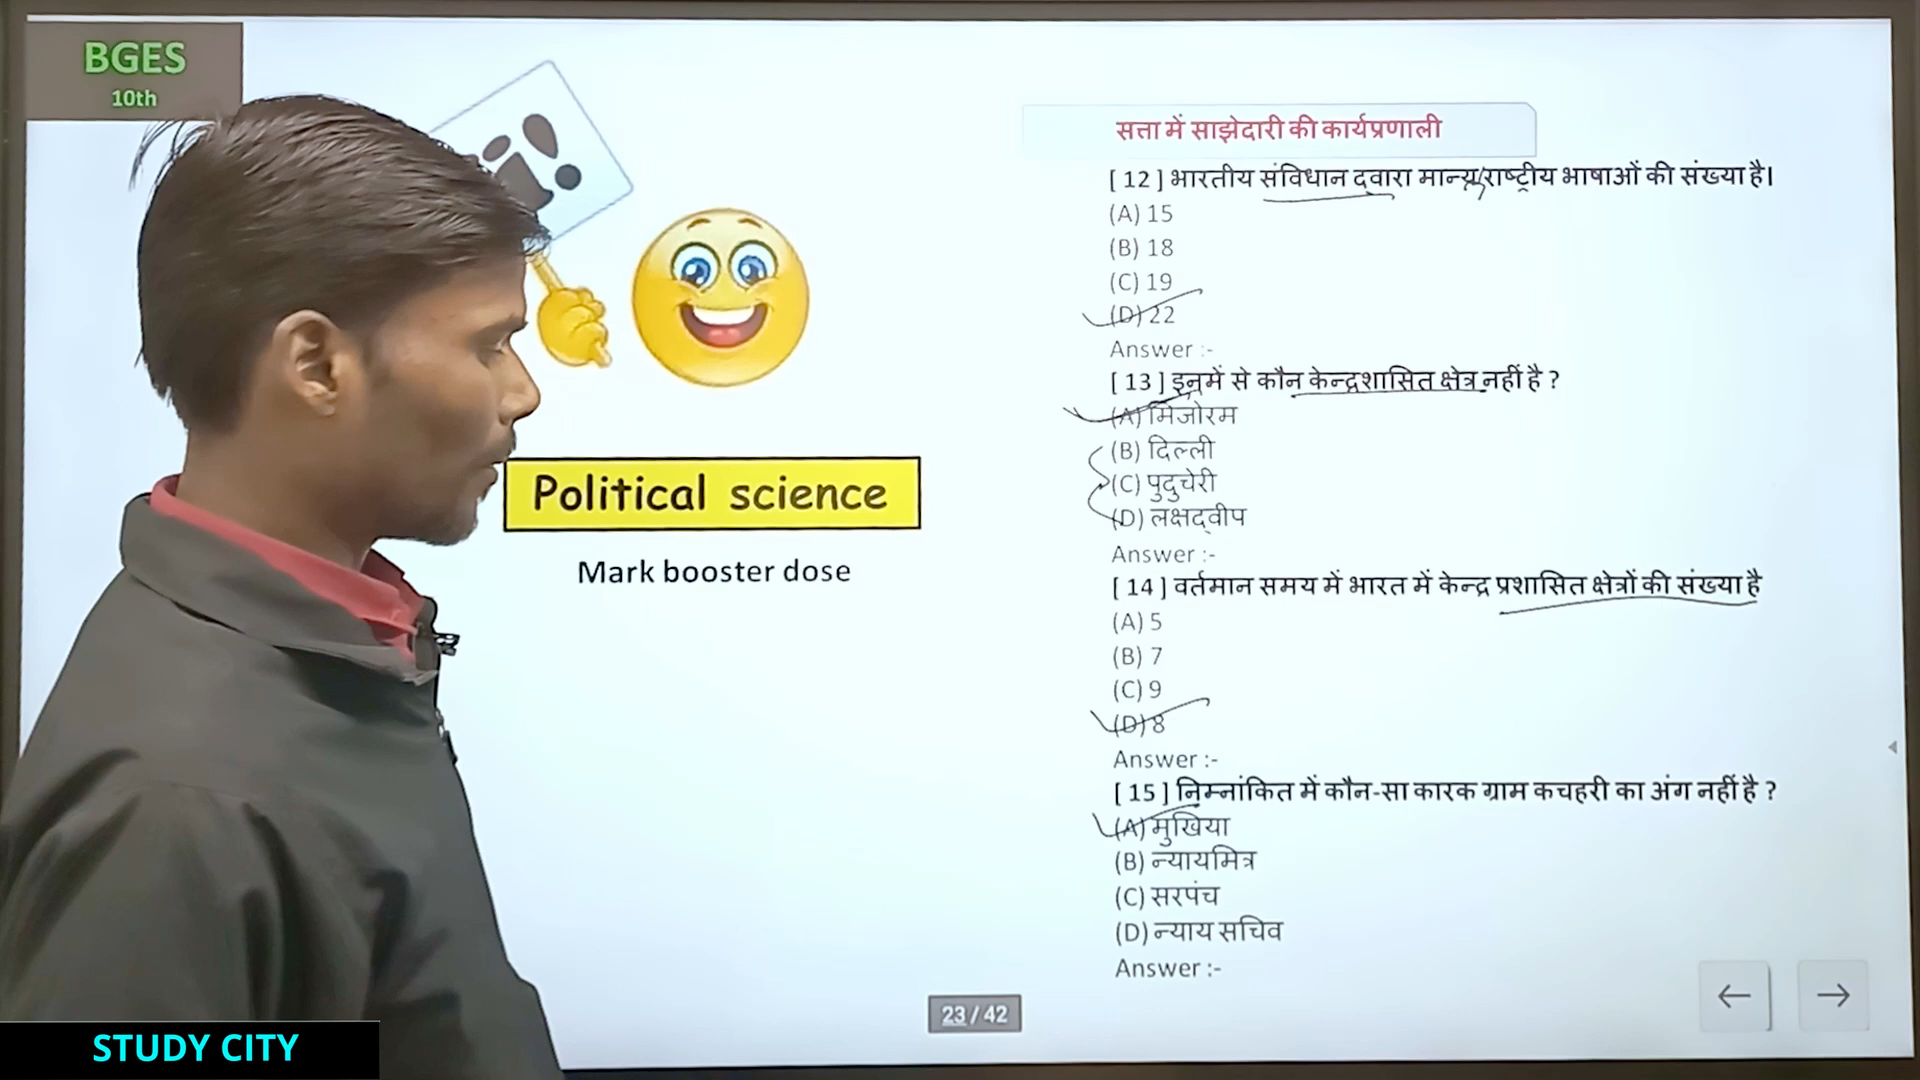 BGES
10th
सत्ता में साझेदारी की कार्यप्रणाली
[ 12 ] भारतीय संविधान द्वारा मान्य/राष्ट्रीय भाषाओं की संख्या है।
(A) 15
(B) 18
(C) 19
(D) 22
Answer :-
[ 13 ] इनमें से कौन केन्द्रशासित क्षेत्र नहीं है ?
(A) मिजोरम
(B) दिल्ली
(C) पुदुचेरी
(D) लक्षद्वीप
Answer :-
[ 14 ] वर्तमान समय में भारत में केन्द्र प्रशासित क्षेत्रों की संख्या है
(A) 5
(B) 7
(C) 9
(D) 8
Answer :-
[ 15 ] निम्नांकित में कौन-सा कारक ग्राम कचहरी का अंग नहीं है ?
(A) मुखिया
(B) न्यायमित्र
(C) सरपंच
(D) न्याय सचिव
Answer :-
Political science
Mark booster dose
23 / 42
STUDY CITY